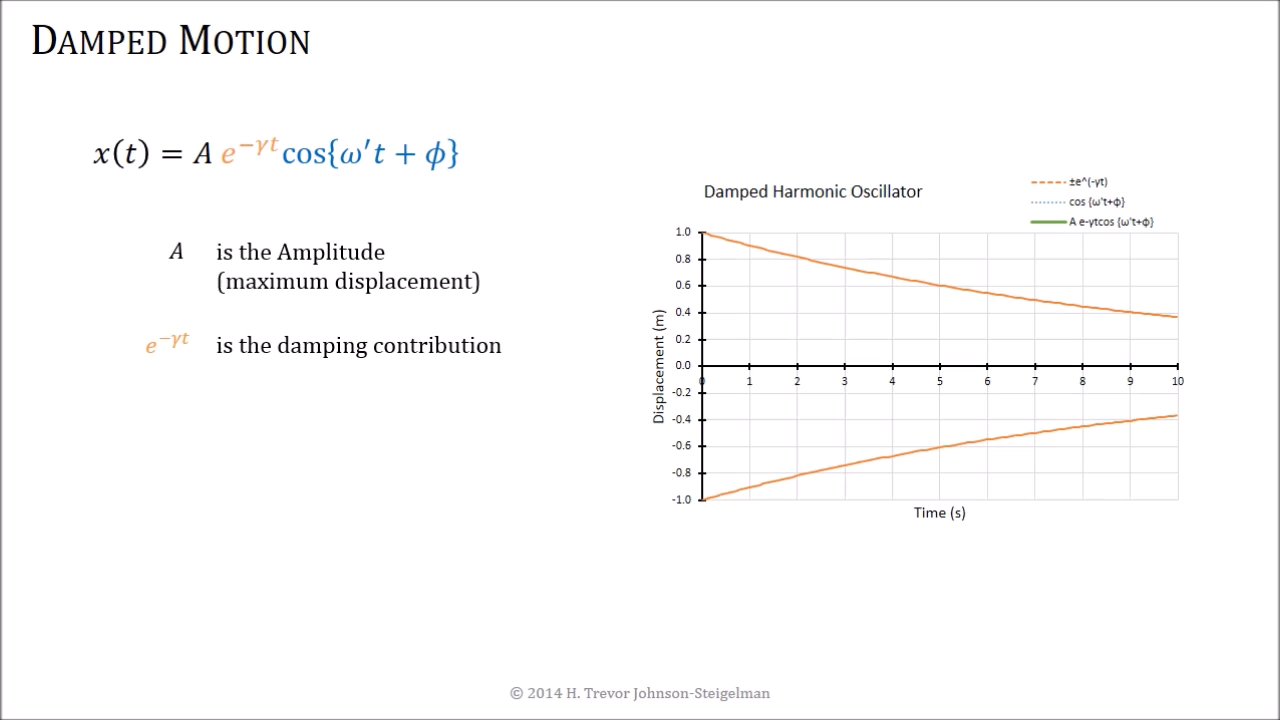 DAMPED MOTION
x(t) = A e^{-γt} cos{ω't + ϕ}
A is the Amplitude
(maximum displacement)
e^{-γt} is the damping contribution
Damped Harmonic Oscillator
±e^(-γt)
cos {ω't+ϕ}
A e-γtcos {ω't+ϕ}
Displacement (m)
1.0
0.8
0.6
0.4
0.2
0.0
-0.2
-0.4
-0.6
-0.8
-1.0
0 1 2 3 4 5 6 7 8 9 10
Time (s)
© 2014 H. Trevor Johnson-Steigelman